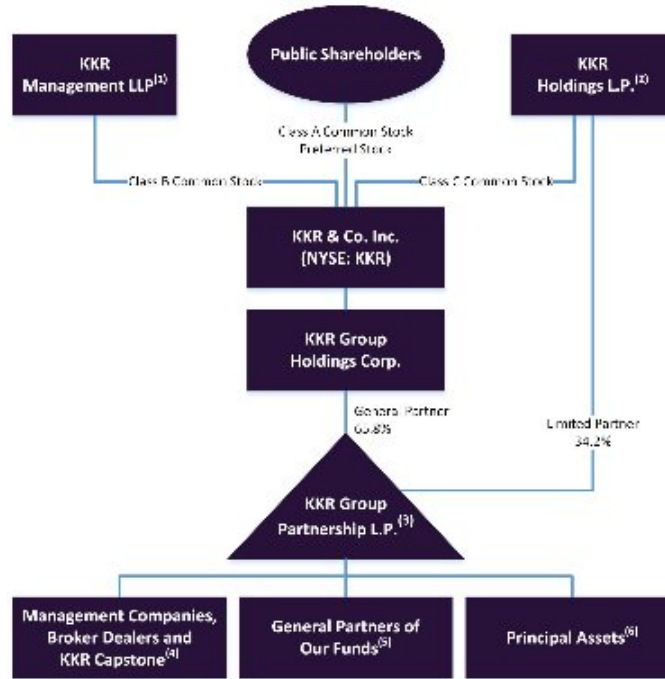 KKR
Management LLP(1)
Public Shareholders
KKR
Holdings L.P.(2)
Class A Common Stock
Preferred Stock
Class B Common Stock
Class C Common Stock
KKR & Co. Inc.
(NYSE: KKR)
KKR Group
Holdings Corp.
General Partner
65.8%
Limited Partner
34.2%
KKR Group
Partnership L.P.(3)
Management Companies,
Broker Dealers and
KKR Capstone(4)
General Partners of
Our Funds(5)
Principal Assets(6)